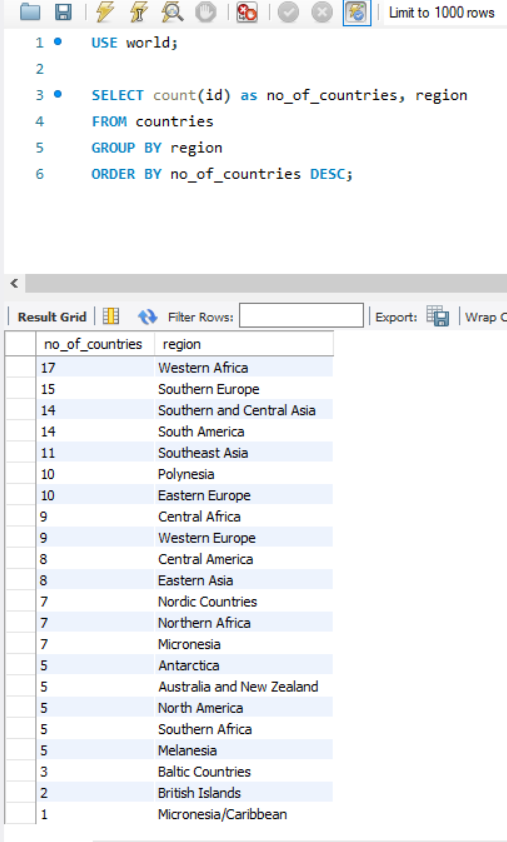 Limit to 1000 rows
1 USE world;
2
3 SELECT count(id) as no_of_countries, region
4 FROM countries
5 GROUP BY region
6 ORDER BY no_of_countries DESC;
<
Result Grid Filter Rows: Export: Wrap C
no_of_countries region
17 Western Africa
15 Southern Europe
14 Southern and Central Asia
14 South America
11 Southeast Asia
10 Polynesia
10 Eastern Europe
9 Central Africa
9 Western Europe
8 Central America
8 Eastern Asia
7 Nordic Countries
7 Northern Africa
7 Micronesia
5 Antarctica
5 Australia and New Zealand
5 North America
5 Southern Africa
5 Melanesia
3 Baltic Countries
2 British Islands
1 Micronesia/Caribbean